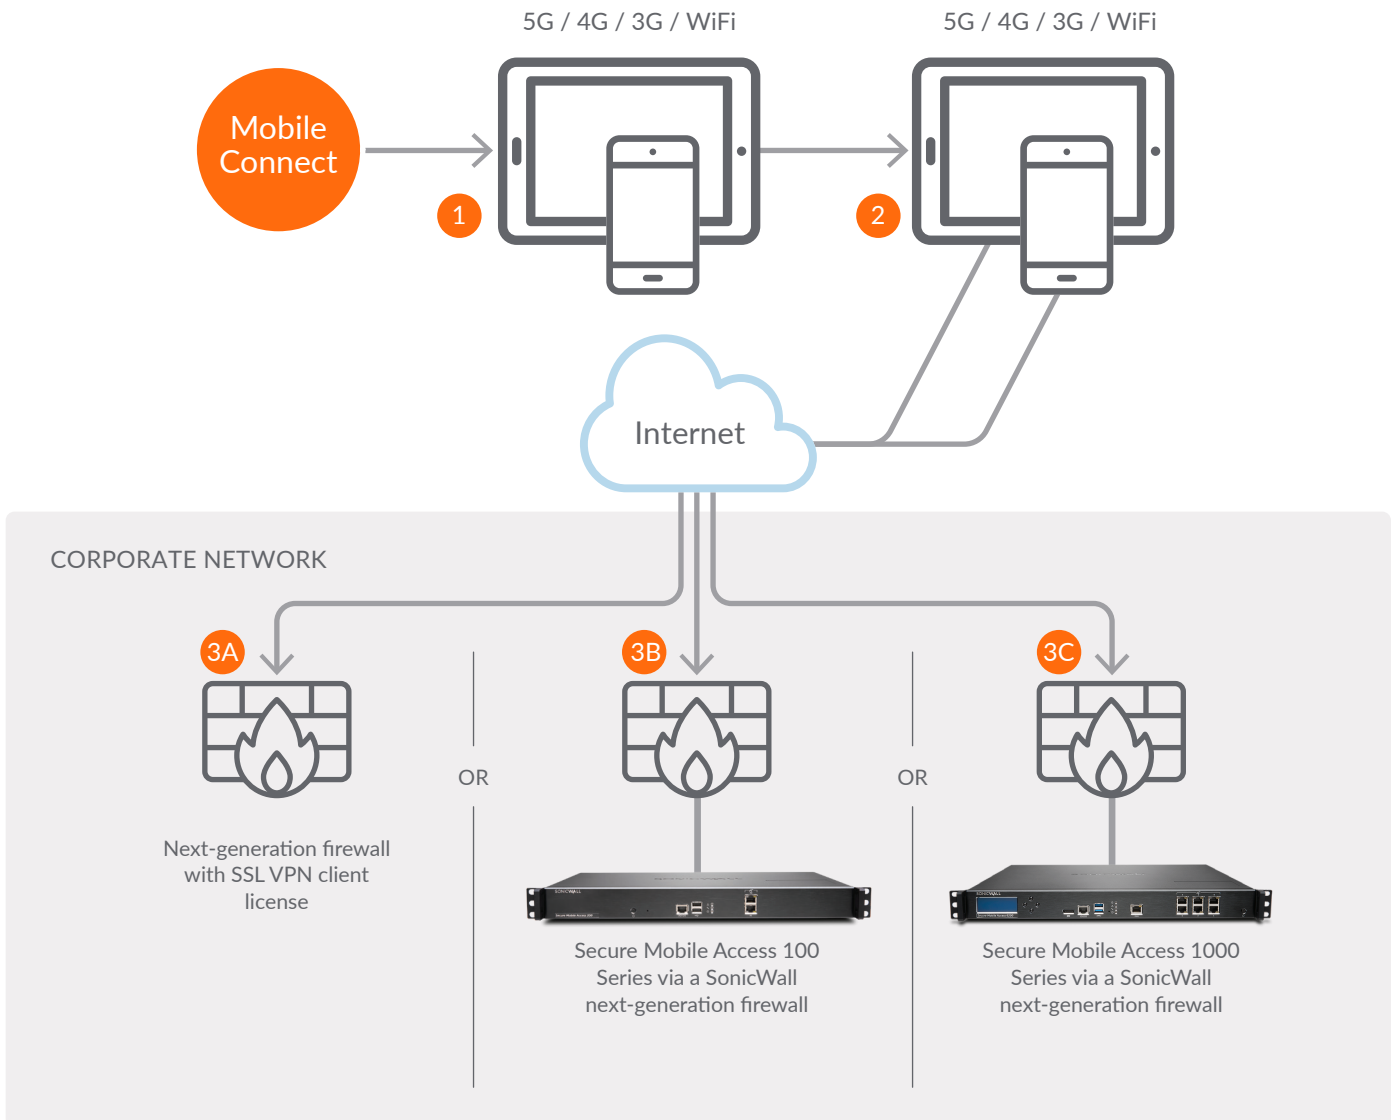 5G / 4G / 3G / WiFi
5G / 4G / 3G / WiFi
Mobile
Connect
1
2
Internet
CORPORATE NETWORK
3A
3B
3C
OR
OR
Next-generation firewall
with SSL VPN client
license
SONICWALL
SONICWALL
Secure Mobile Access 100
Series via a SonicWall
next-generation firewall
Secure Mobile Access 1000
Series via a SonicWall
next-generation firewall